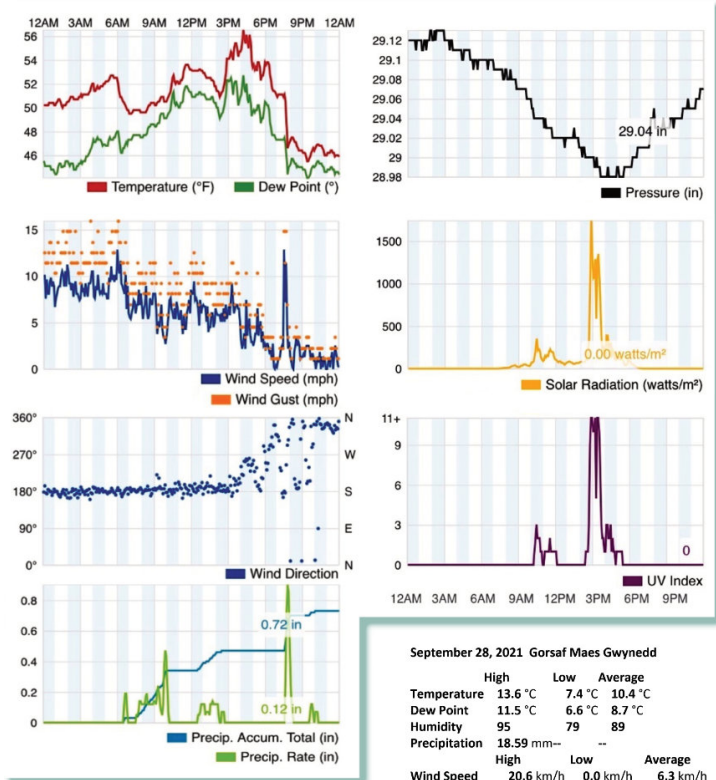 12AM 3AM 6AM 9AM 12PM 3PM 6PM 9PM 12AM
56
54
52
50
48
46
Temperature (°F) Dew Point (°)
29.12
29.1
29.08
29.06
29.04
29.02
29
28.98
29.04 in
Pressure (in)
15
10
5
0
Wind Speed (mph)
Wind Gust (mph)
1500
1000
500
0
0.00 watts/m²
Solar Radiation (watts/m²)
360° N
270° W
180° S
90° E
0° N
Wind Direction
11+
9
6
3
0
0
UV Index
12AM 3AM 6AM 9AM 12PM 3PM 6PM 9PM
0.8
0.6
0.4
0.2
0
0.72 in
0.12 in
Precip. Accum. Total (in)
Precip. Rate (in)
September 28, 2021 Gorsaf Maes Gwynedd
High Low Average
Temperature 13.6 °C 7.4 °C 10.4 °C
Dew Point 11.5 °C 6.6 °C 8.7 °C
Humidity 95 79 89
Precipitation 18.59 mm-- --
High Low Average
Wind Speed 20.6 km/h 0.0 km/h 6.3 km/h